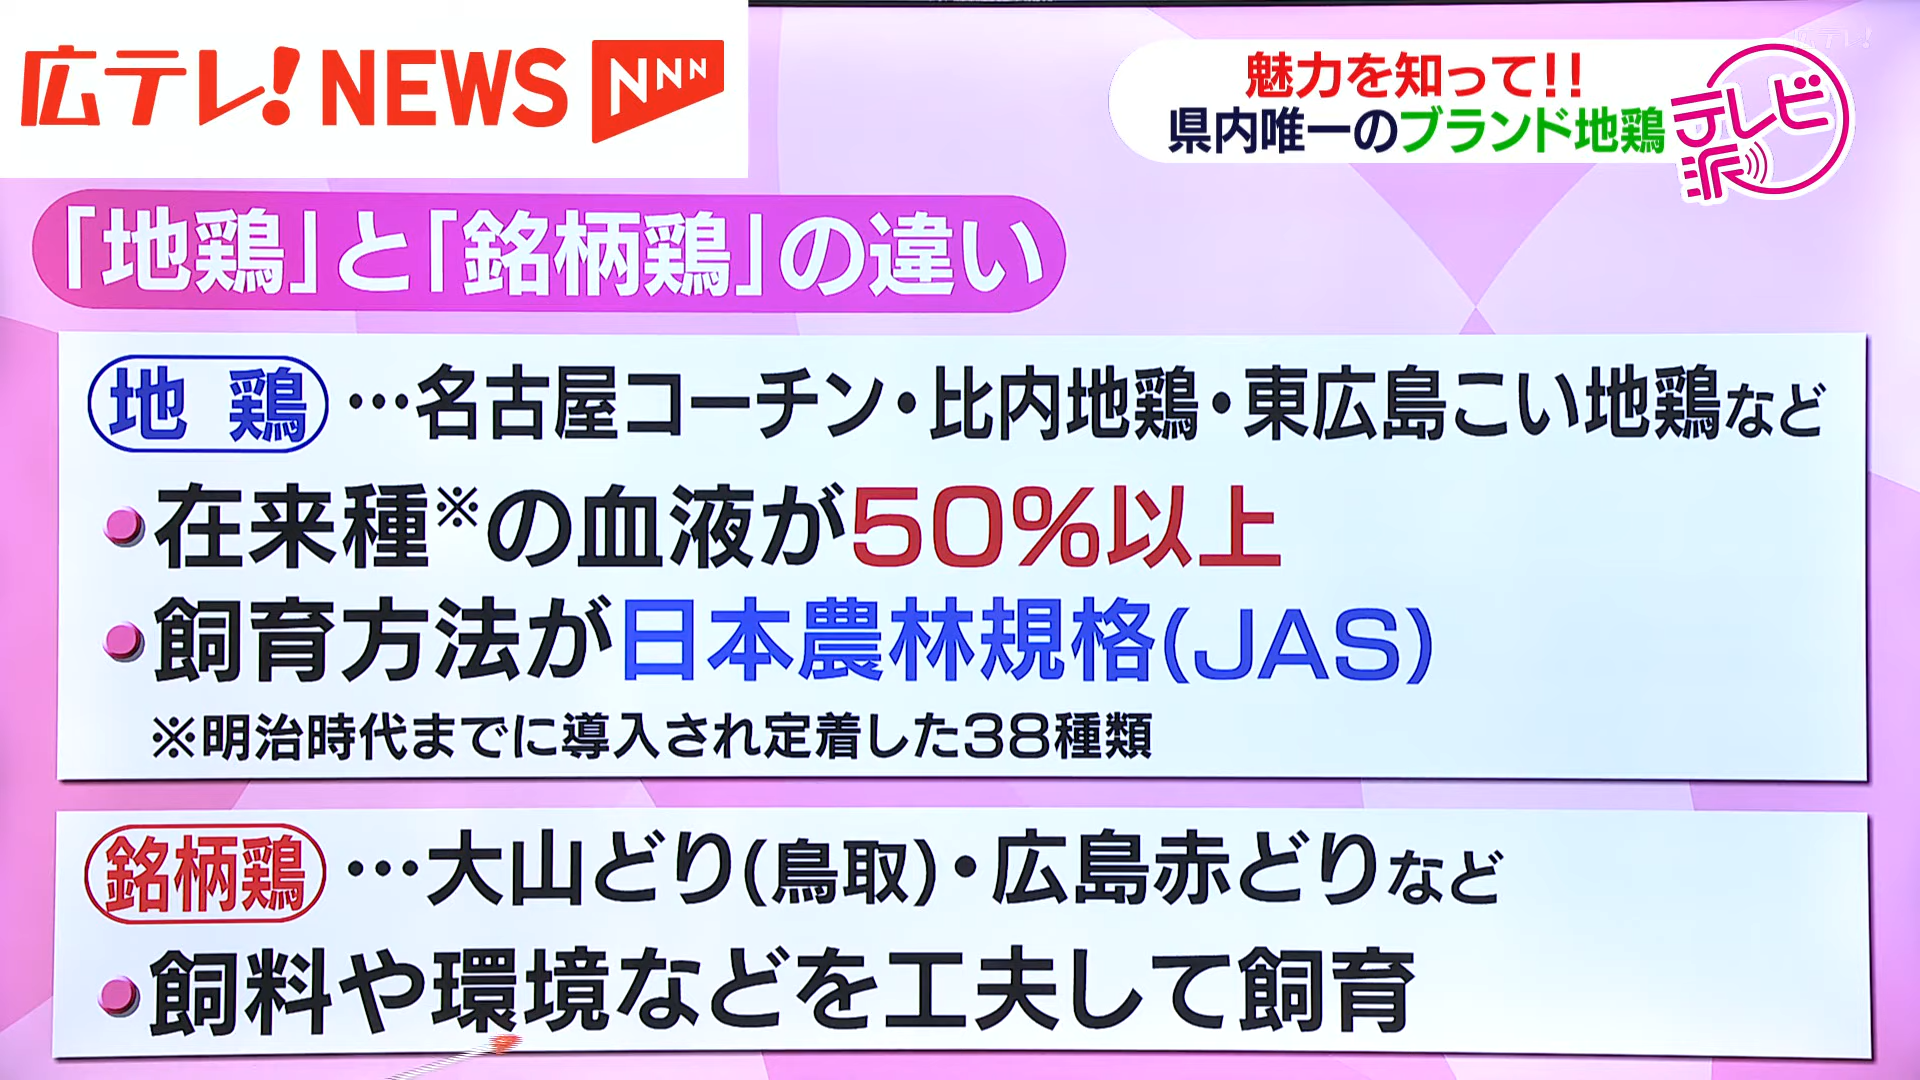 広テレ!NEWS NNN
広テレ!
魅力を知って!!
県内唯一のブランド地鶏
テレビ派
「地鶏」と「銘柄鶏」の違い
地鶏 …名古屋コーチン・比内地鶏・東広島こい地鶏など
●在来種※の血液が50%以上
●飼育方法が日本農林規格(JAS)
※明治時代までに導入され定着した38種類
銘柄鶏 …大山どり(鳥取)・広島赤どりなど
●飼料や環境などを工夫して飼育